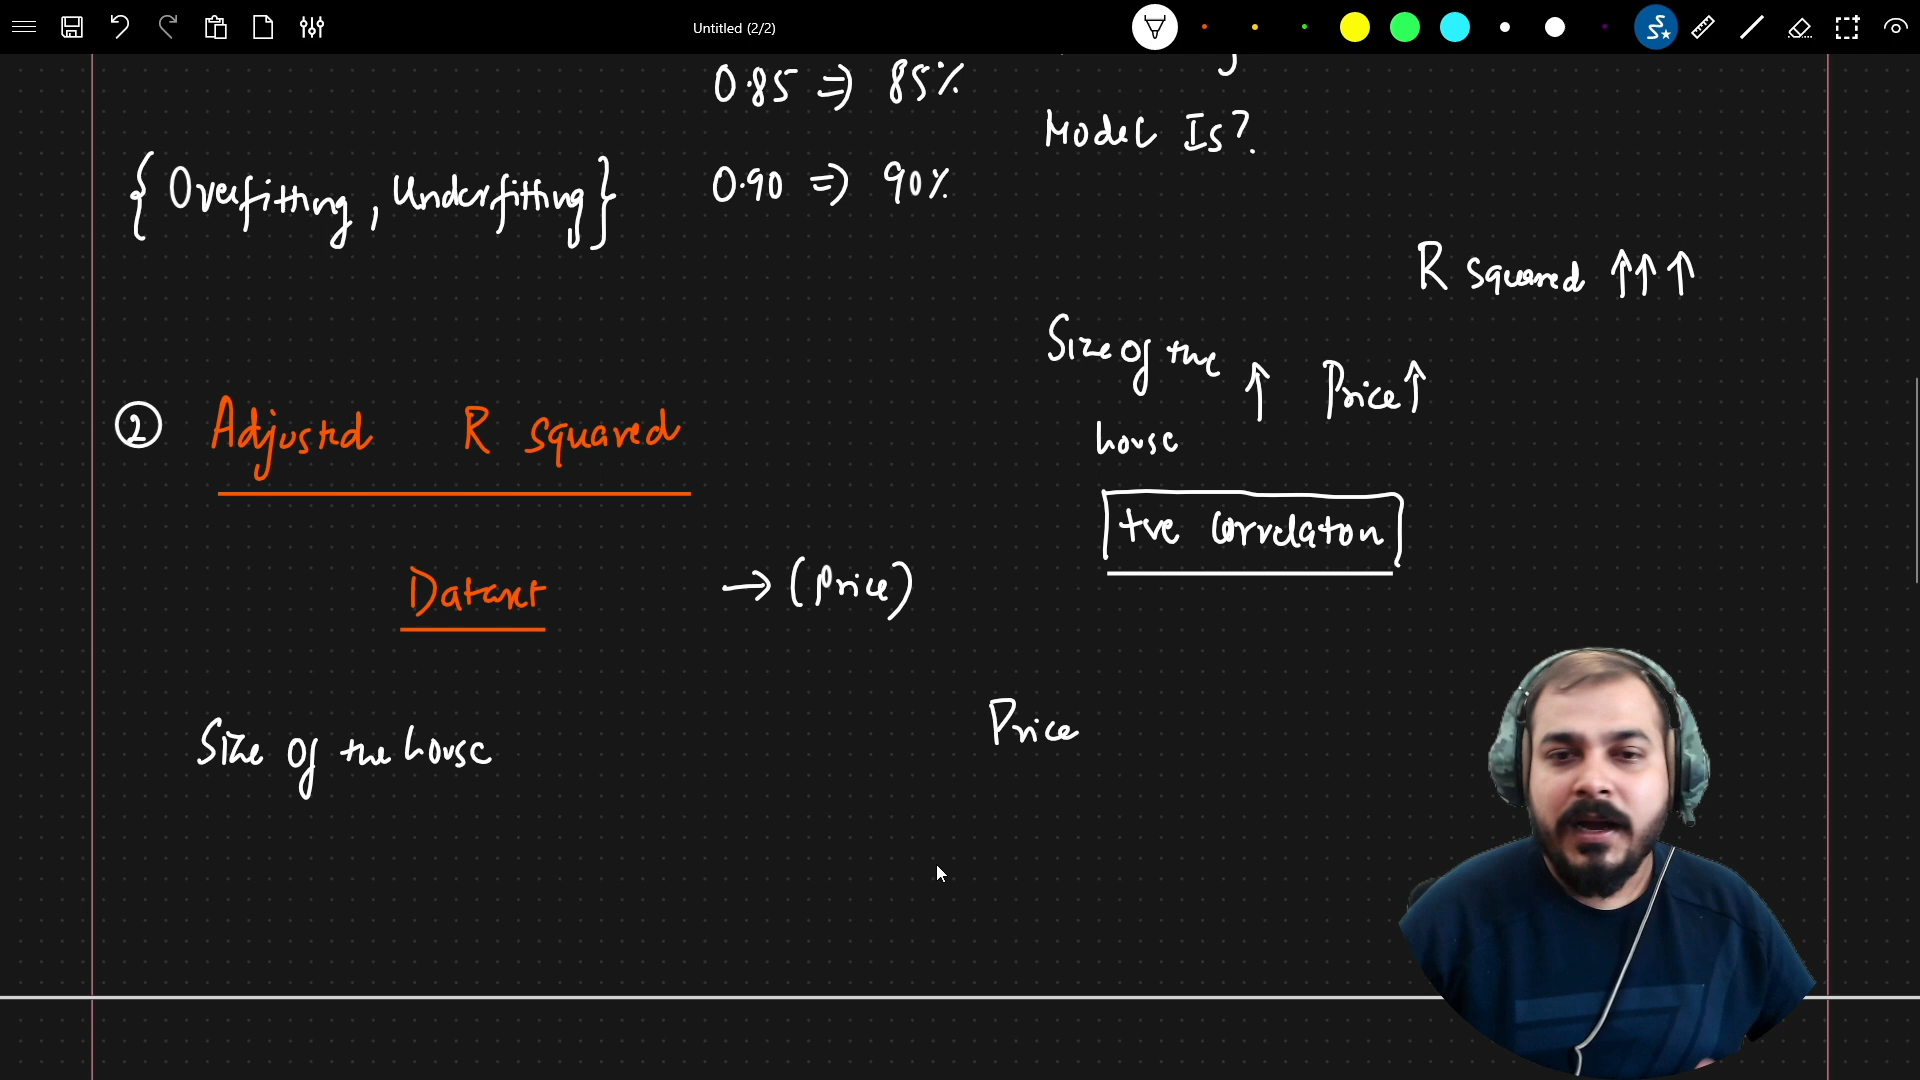 Untitled (2/2)
0.85 => 85%
Model Is?
{ Overfitting, Underfitting }
0.90 => 90%
R squared ↑↑↑
Size of the ↑ Price ↑
house
② Adjusted R squared
+ve Correlation
Dataset → (Price)
Size of the house
Price